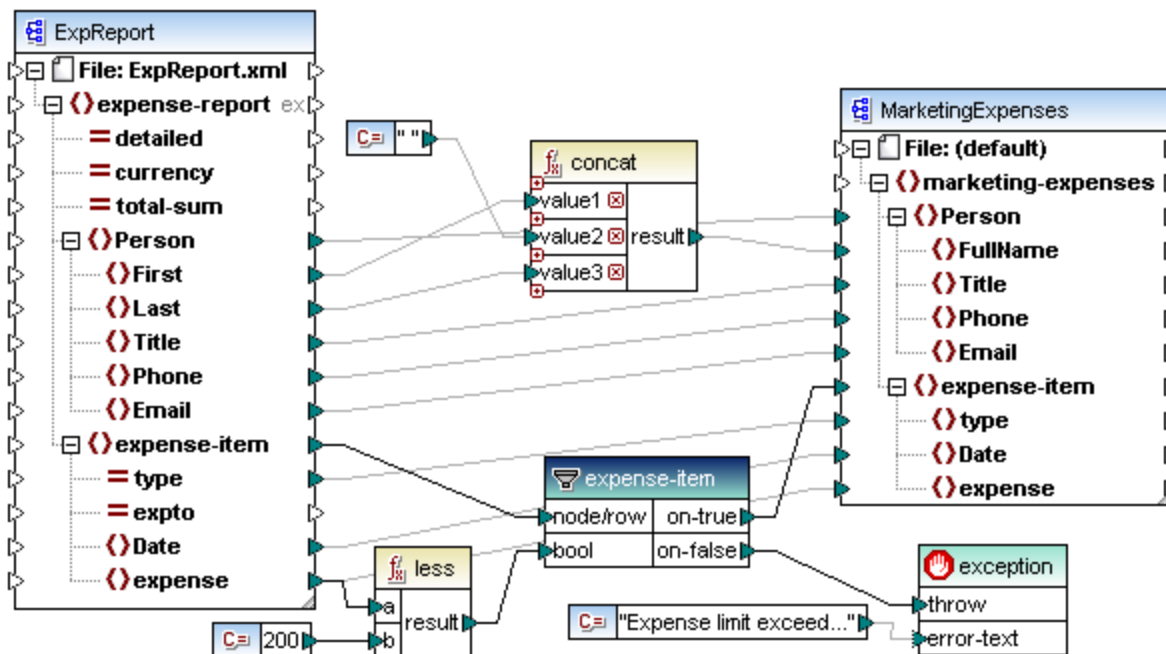 ExpReport
File: ExpReport.xml
expense-report ex
detailed
currency
total-sum
Person
First
Last
Title
Phone
Email
expense-item
type
expto
Date
expense
C= " "
fx concat
value1
value2 result
value3
MarketingExpenses
File: (default)
marketing-expenses
Person
FullName
Title
Phone
Email
expense-item
type
Date
expense
expense-item
node/row on-true
bool on-false
fx less
a
result
b
C= 200
C= "Expense limit exceed..."
exception
throw
error-text